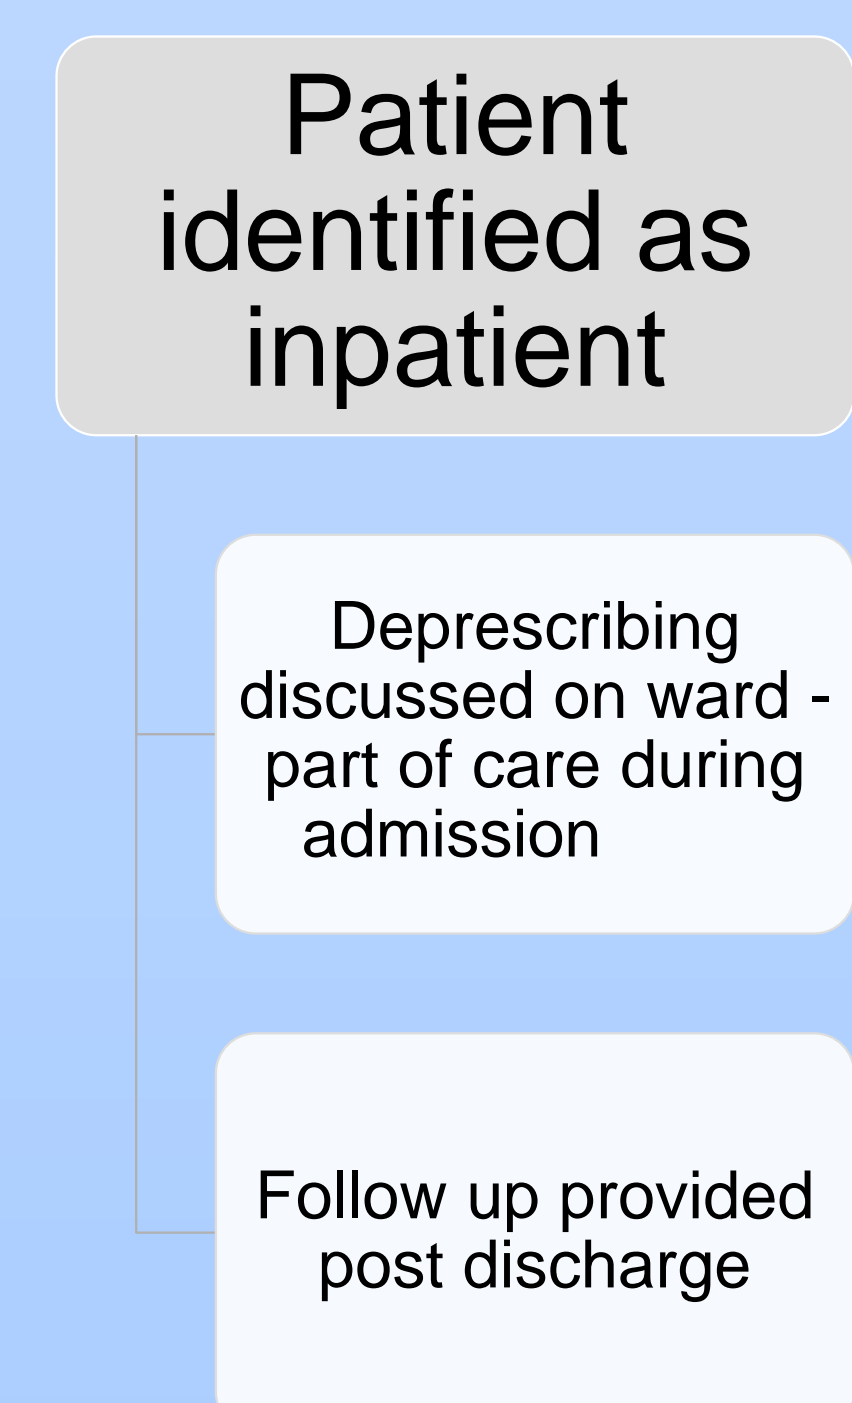 Patient
identified as
inpatient
Deprescribing
discussed on ward -
part of care during
admission
Follow up provided
post discharge